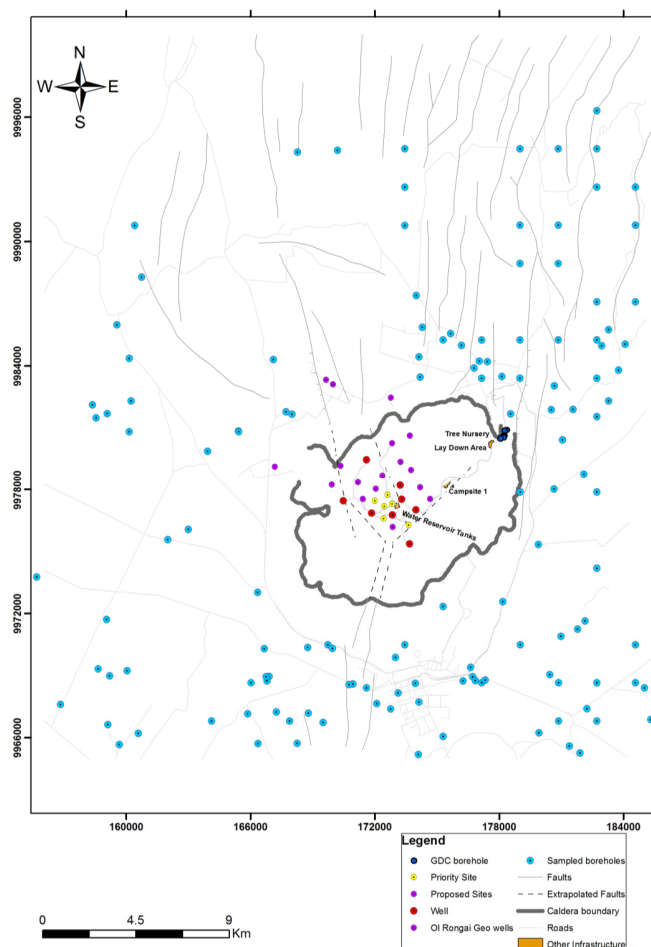 N
W E
S
9996000
9990000
9984000
9978000
9972000
9966000
Tree Nursery
Lay Down Area
Campsite 1
Water Reservoir Tanks
160000 166000 172000 178000 184000
0 4.5 9
Km
Legend
GDC borehole
Priority Site
Proposed Sites
Well
Ol Rongai Geo wells
Sampled boreholes
Faults
Extrapolated Faults
Caldera boundary
Roads
Other Infrastructure